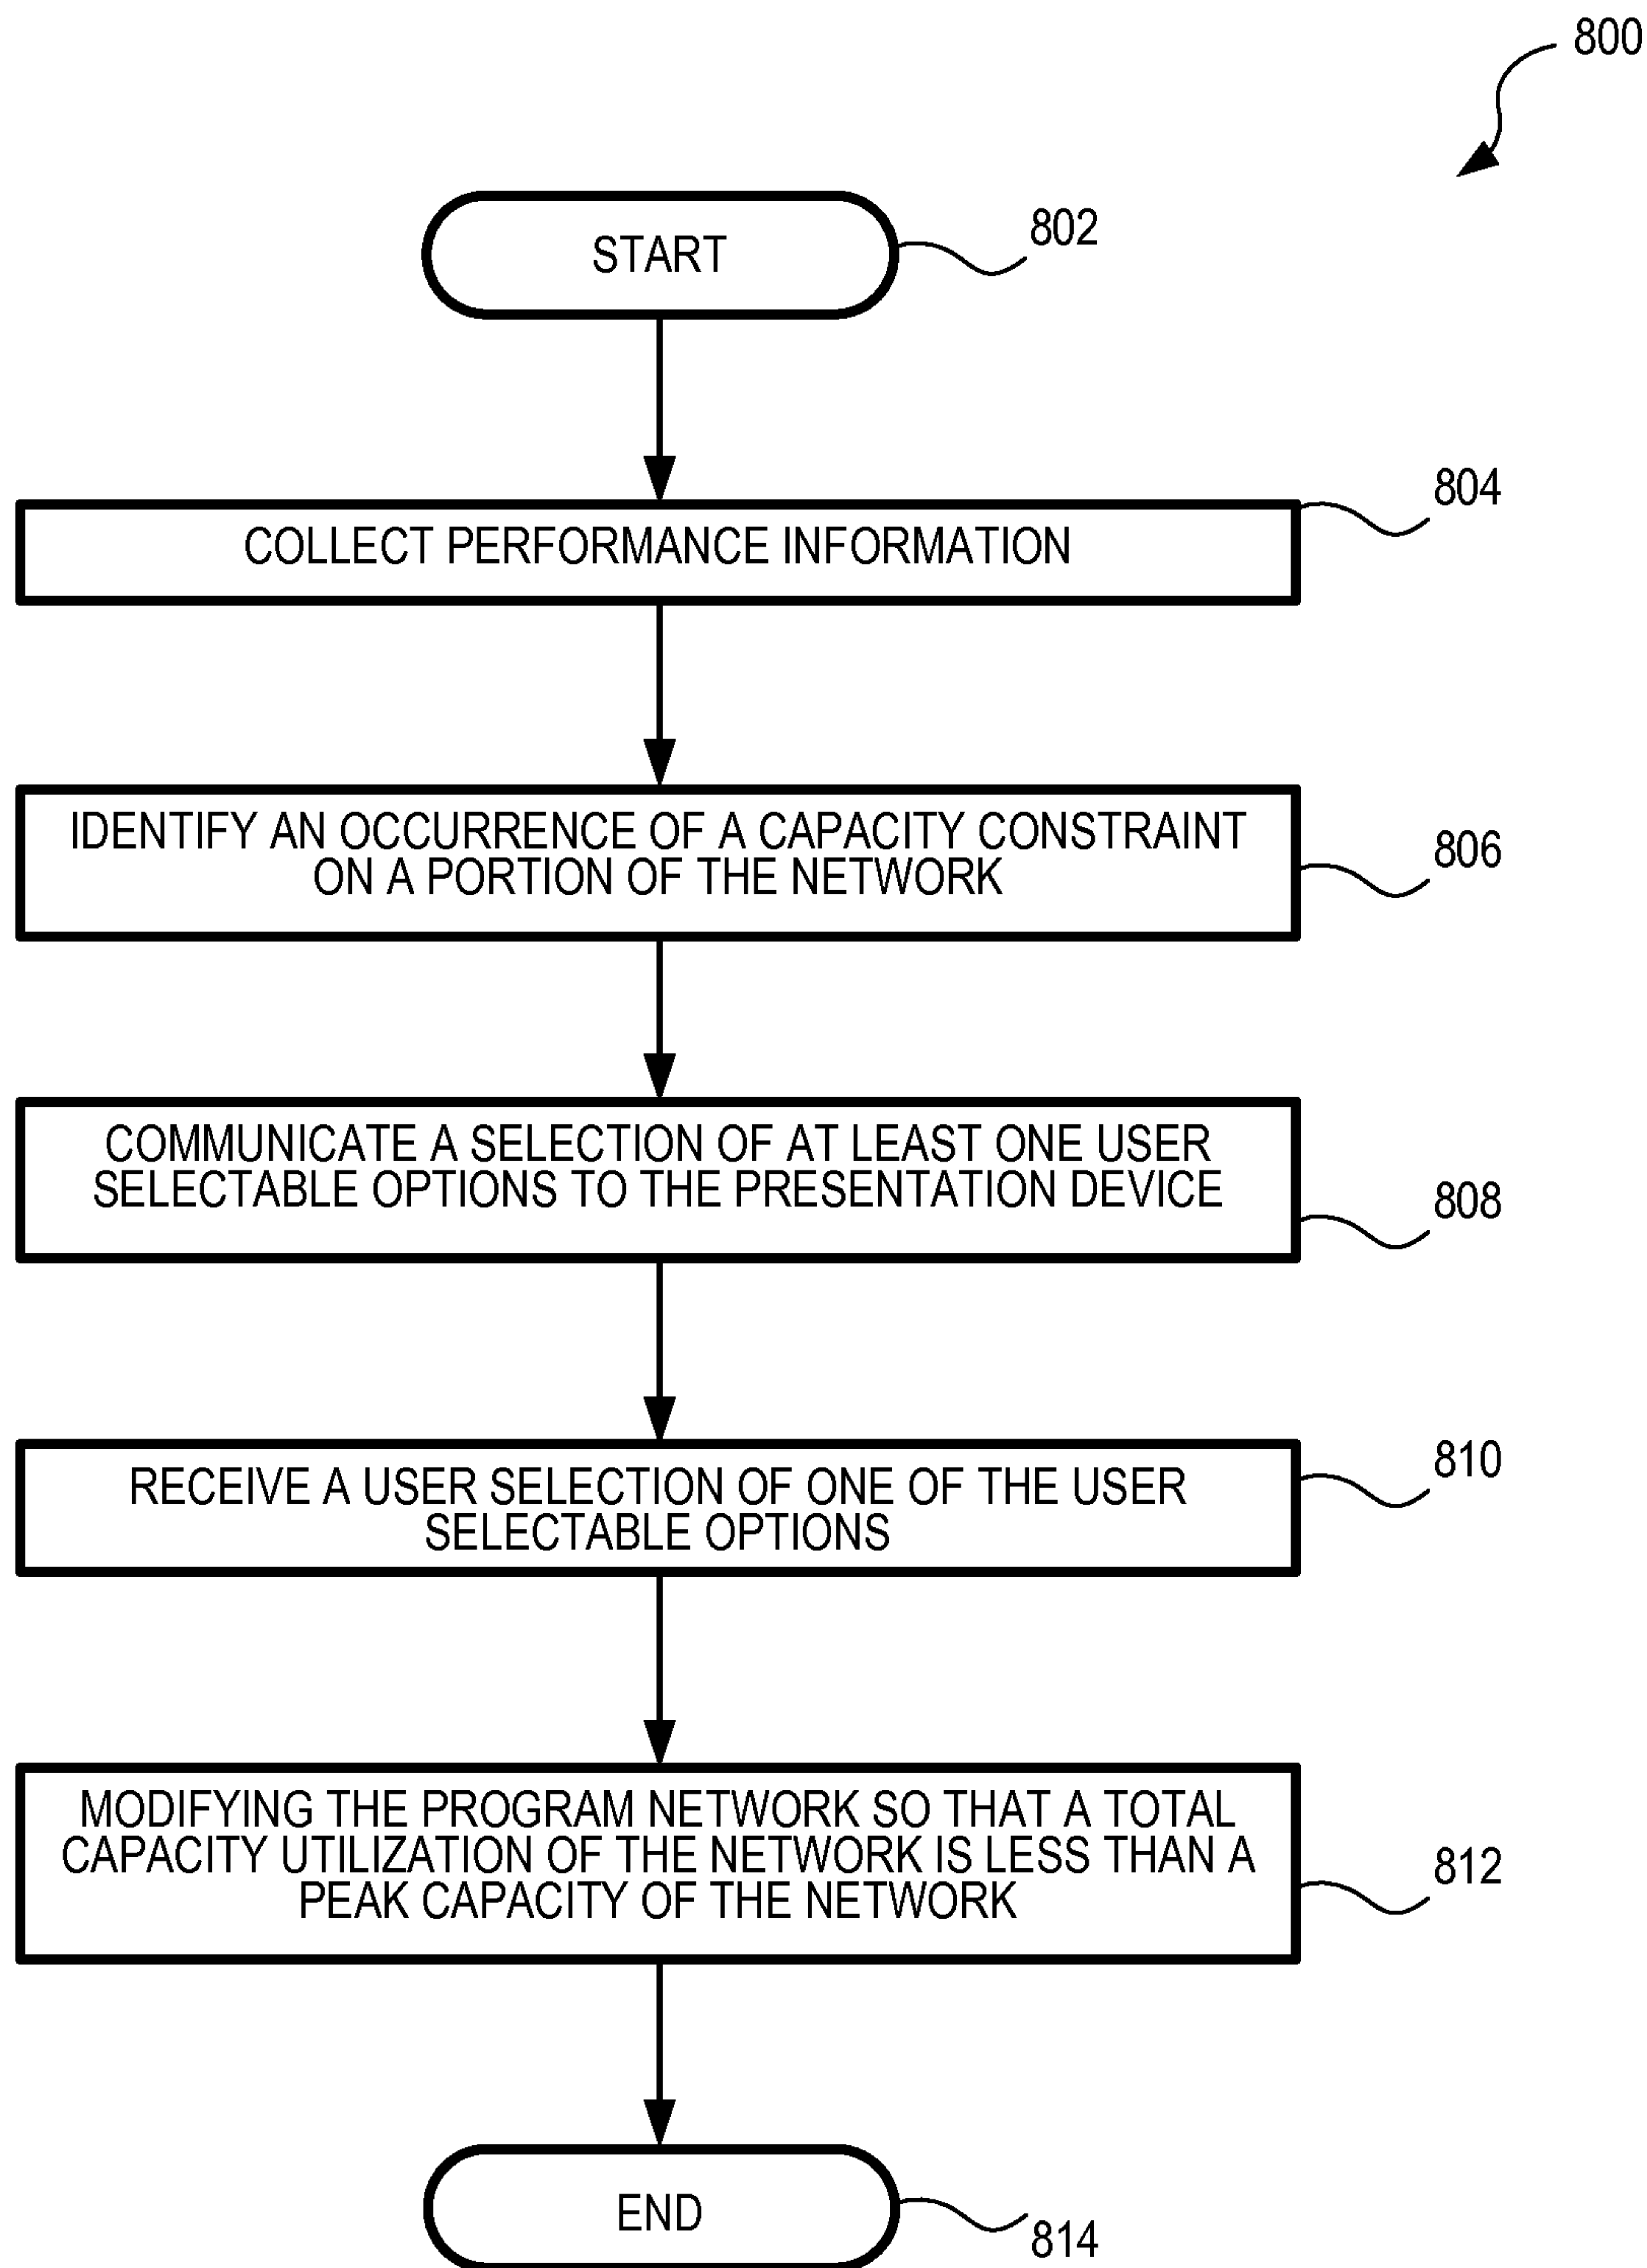 800
START
802
COLLECT PERFORMANCE INFORMATION
804
IDENTIFY AN OCCURRENCE OF A CAPACITY CONSTRAINT
ON A PORTION OF THE NETWORK
806
COMMUNICATE A SELECTION OF AT LEAST ONE USER
SELECTABLE OPTIONS TO THE PRESENTATION DEVICE
808
RECEIVE A USER SELECTION OF ONE OF THE USER
SELECTABLE OPTIONS
810
MODIFYING THE PROGRAM NETWORK SO THAT A TOTAL
CAPACITY UTILIZATION OF THE NETWORK IS LESS THAN A
PEAK CAPACITY OF THE NETWORK
812
END
814